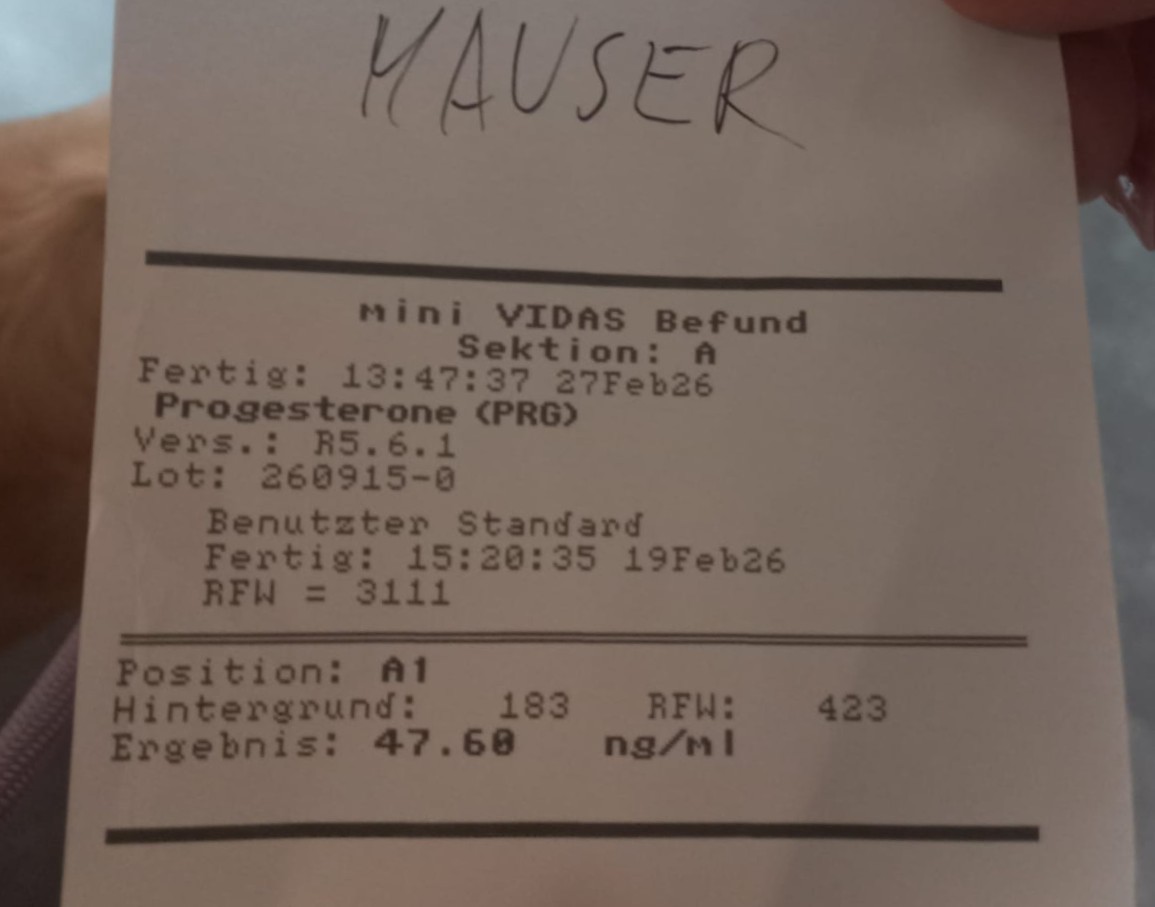 HAUSER
mini VIDAS Befund
Sektion: A
Fertig: 13:47:37 27Feb26
Progesterone (PRG)
Vers.: R5.6.1
Lot: 260915-0
Benutzter Standard
Fertig: 15:20:35 19Feb26
RFW = 3111
Position: A1
Hintergrund: 183 RFW: 423
Ergebnis: 47.60 ng/ml